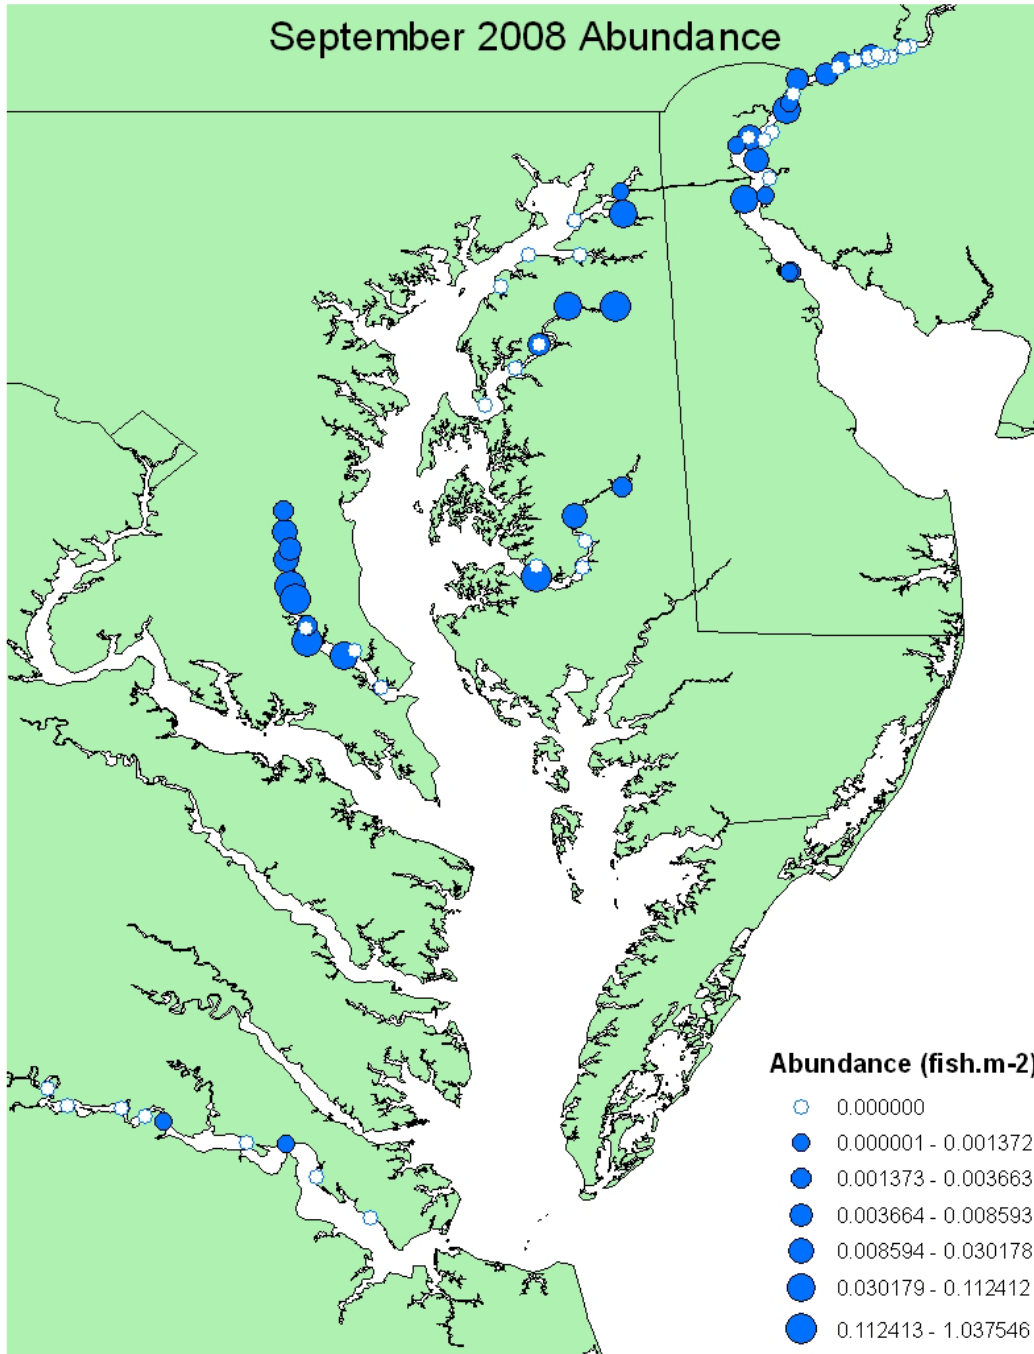 September 2008 Abundance
Abundance (fish.m-2)
0.000000
0.000001 - 0.001372
0.001373 - 0.003663
0.003664 - 0.008593
0.008594 - 0.030178
0.030179 - 0.112412
0.112413 - 1.037546